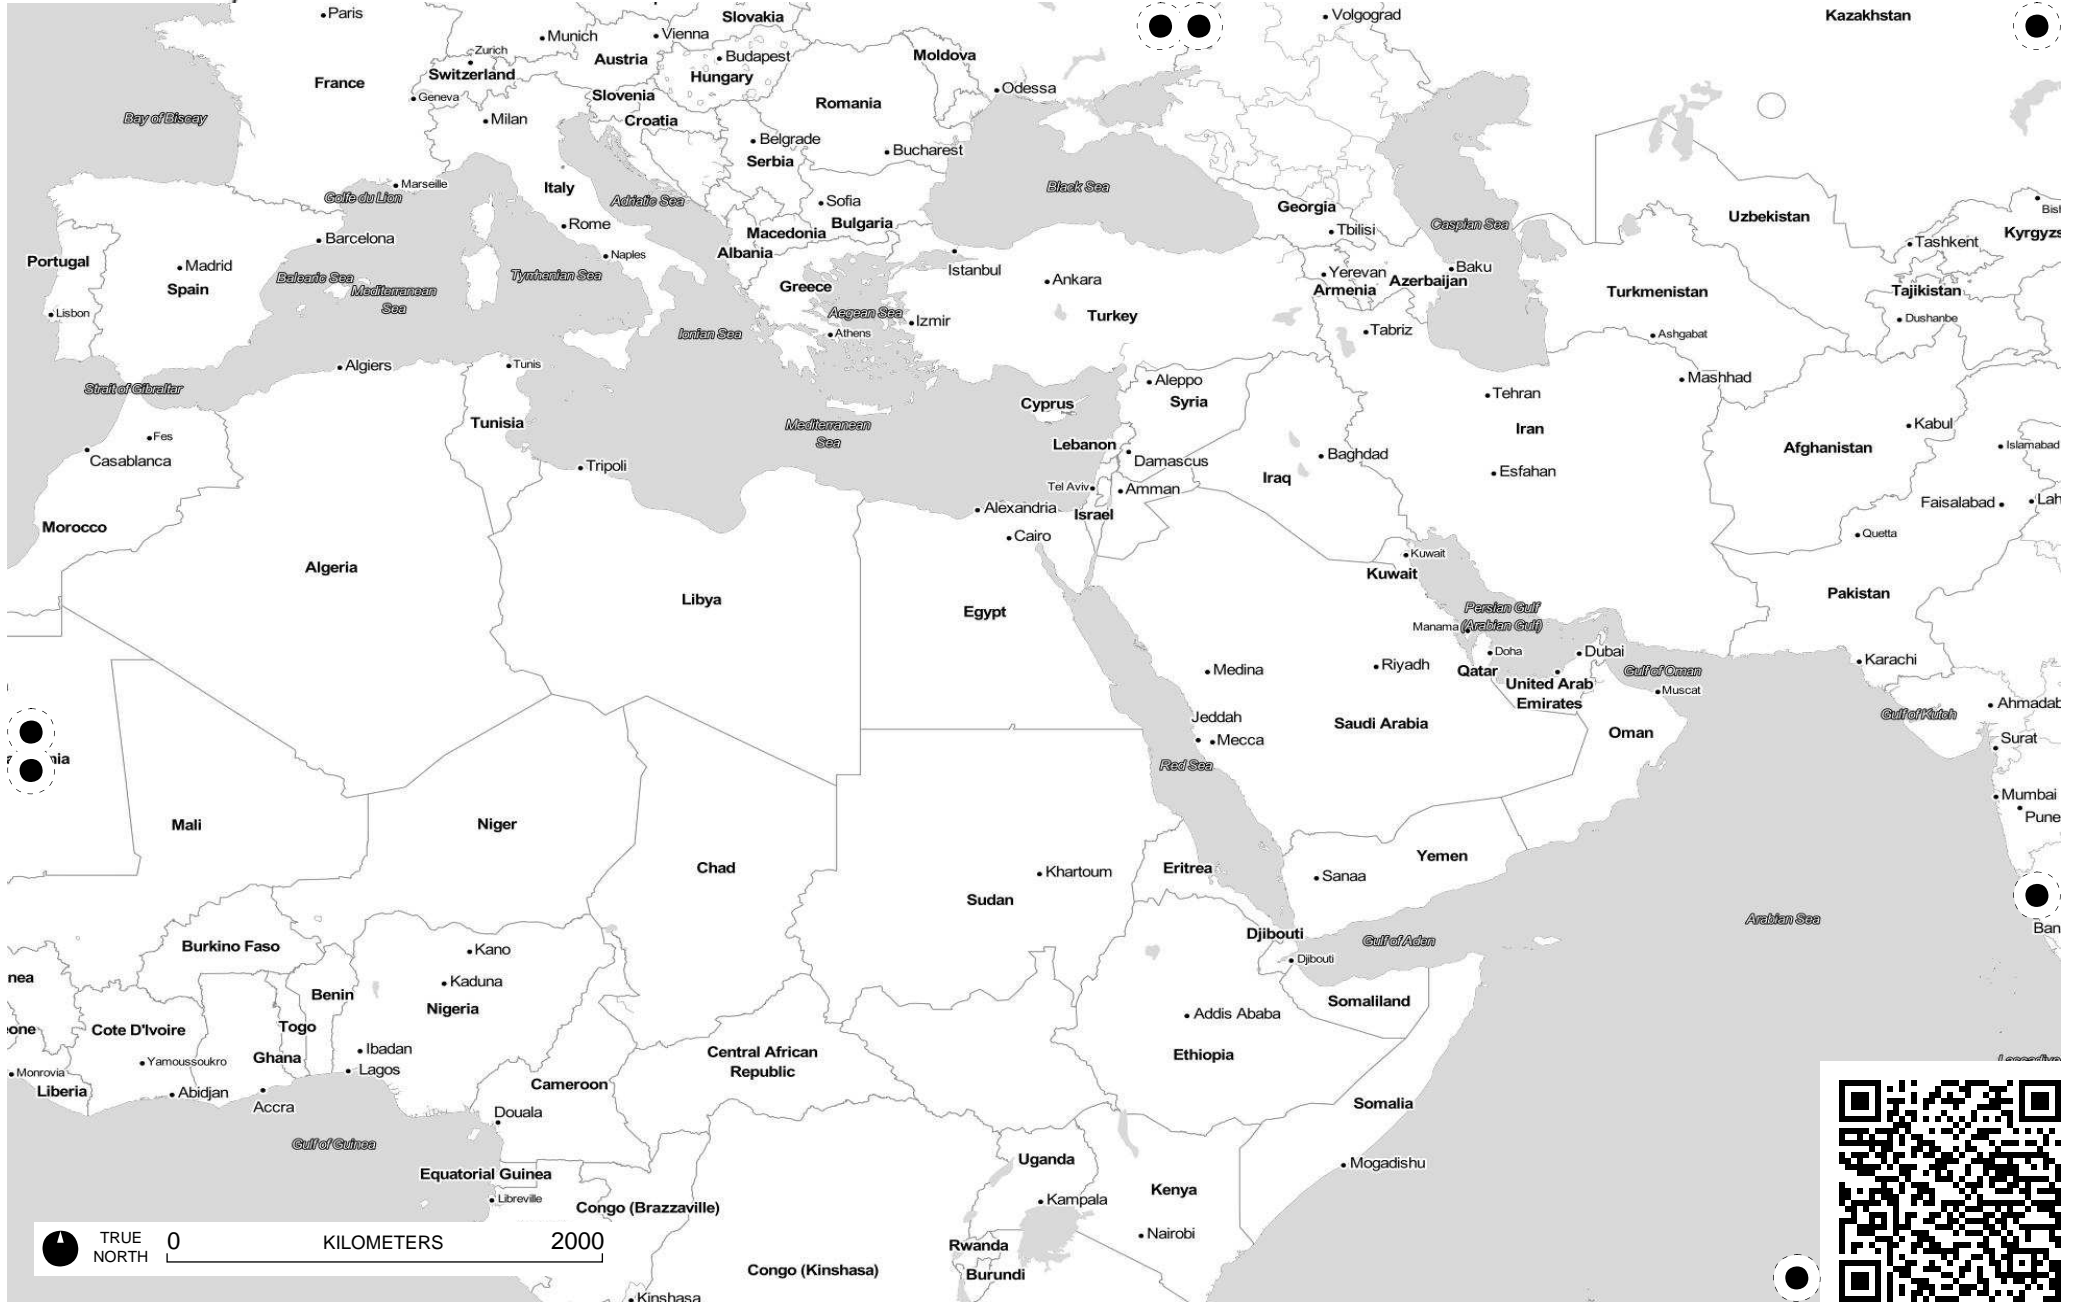 Paris
Slovakia
Volgograd
Kazakhstan
Munich
Vienna
Zurich
Budapest
Moldova
Austria
Switzerland
Hungary
France
Odessa
Geneva
Slovenia
Romania
Bay of Biscay
Milan
Croatia
Belgrade
Bucharest
Serbia
Marseille
Italy
Black Sea
Golfe du Lion
Adriatic Sea
Sofia
Georgia
Uzbekistan
Bish
Rome
Bulgaria
Caspian Sea
Macedonia
Tbilisi
Kyrgyzs
Barcelona
Tashkent
Albania
Naples
Portugal
Madrid
Istanbul
Yerevan
Baku
Balearic Sea
Tyrrhenian Sea
Ankara
Azerbaijan
Spain
Mediterranean
Sea
Greece
Armenia
Turkmenistan
Tajikistan
Lisbon
Aegean Sea
Izmir
Turkey
Dushanbe
Ionian Sea
Athens
Tabriz
Ashgabat
Algiers
Tunis
Mashhad
Strait of Gibraltar
Aleppo
Tehran
Cyprus
Syria
Tunisia
Mediterranean
Sea
Iran
Kabul
Fes
Lebanon
Afghanistan
Islamabad
Casablanca
Damascus
Baghdad
Tripoli
Esfahan
Iraq
Tel Aviv
Amman
Lah
Alexandria
Israel
Faisalabad
Morocco
Cairo
Quetta
Kuwait
Algeria
Kuwait
Libya
Pakistan
Egypt
Persian Gulf
(Arabian Gulf)
Manama
Doha
Dubai
Karachi
Medina
Riyadh
Qatar
Gulf of Oman
United Arab
Emirates
Muscat
Ahmadab
Jeddah
Saudi Arabia
Gulf of Kutch
Oman
Mecca
Surat
nia
Red Sea
Mali
Niger
Mumbai
Pune
Yemen
Chad
Khartoum
Eritrea
Sanaa
Sudan
Arabian Sea
Ban
Djibouti
Burkino Faso
Kano
Gulf of Aden
Djibouti
nea
Kaduna
Benin
Nigeria
Somaliland
Addis Ababa
eone
Cote D'Ivoire
Togo
Ibadan
Ghana
Central African
Republic
Ethiopia
Yamoussoukro
Lagos
Monrovia
Cameroon
Liberia
Abidjan
Accra
Somalia
Douala
Gulf of Guinea
Uganda
Mogadishu
Equatorial Guinea
Kenya
Libreville
Kampala
Congo (Brazzaville)
Nairobi
TRUE
NORTH
0
KILOMETERS
2000
Rwanda
Congo (Kinshasa)
Burundi
Kinshasa